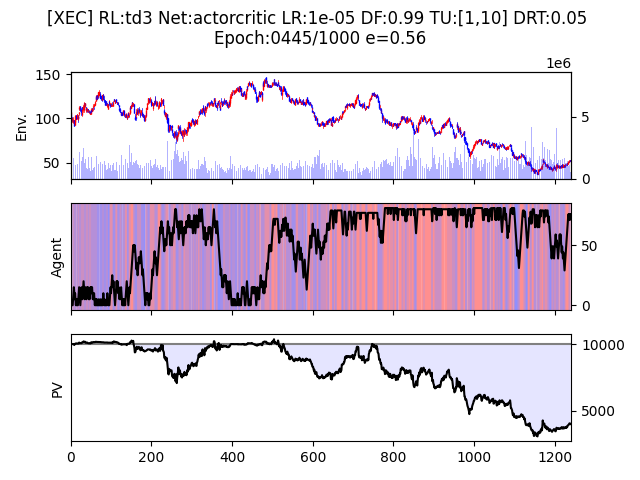 [XEC] RL:td3 Net:actorcritic LR:1e-05 DF:0.99 TU:[1,10] DRT:0.05
Epoch:0445/1000 e=0.56
1e6
150
100
50
Env.
5
0
Agent
50
0
PV
10000
5000
0
200
400
600
800
1000
1200